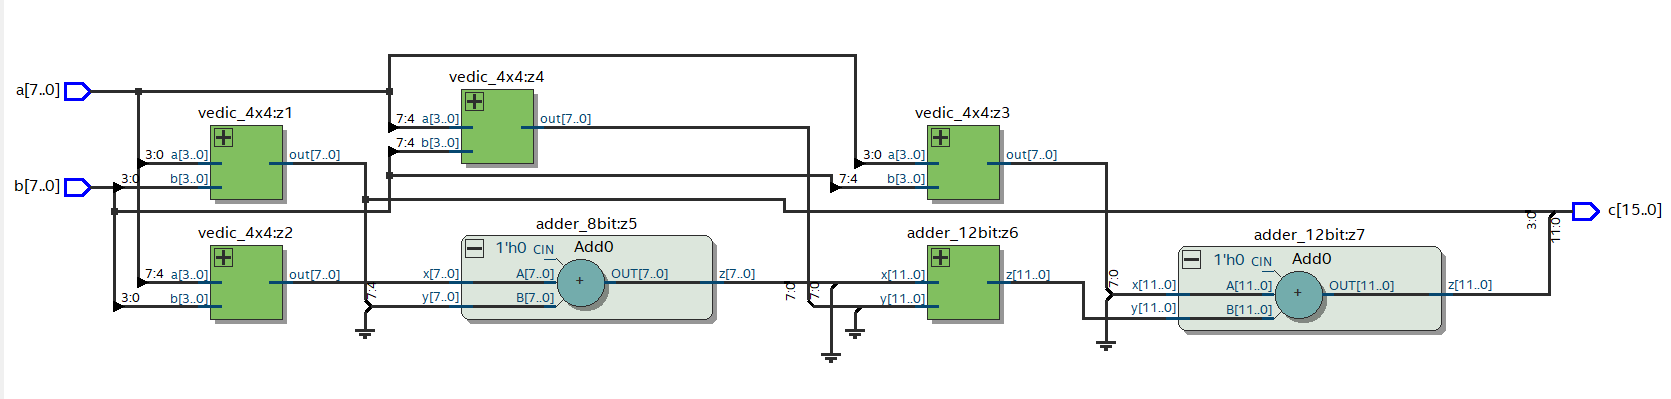 vedic_4x4:z4
a[7..0]
vedic_4x4:z1
vedic_4x4:z3
7:4 a[3..0]
out[7..0]
7:4 b[3..0]
3:0 a[3..0]
out[7..0]
3:0 a[3..0]
out[7..0]
b[7..0]
3:0
b[3..0]
7:4
b[3..0]
c[15..0]
3:0
11:0
vedic_4x4:z2
adder_8bit:z5
adder_12bit:z6
adder_12bit:z7
1'h0 CIN
Add0
1'h0 CIN
Add0
7:4 a[3..0]
out[7..0]
x[7..0]
A[7..0]
OUT[7..0]
z[7..0]
x[11..0]
z[11..0]
3:0
b[3..0]
7:4
y[7..0]
B[7..0]
+
7:0
7:0
y[11..0]
7:0
x[11..0]
A[11..0]
OUT[11..0]
z[11..0]
+
y[11..0]
B[11..0]